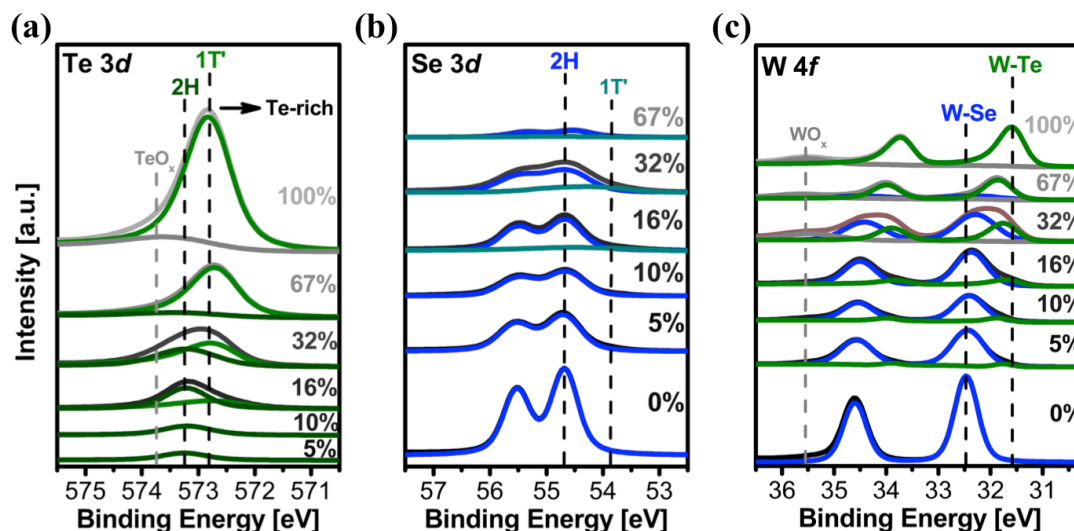 (a)
Te 3d
1T'
2H
Te-rich
TeOx
100%
67%
32%
16%
10%
5%
575 574 573 572 571
Binding Energy [eV]
Intensity [a.u.]
(b)
Se 3d
2H
1T'
67%
32%
16%
10%
5%
0%
57 56 55 54 53
Binding Energy [eV]
(c)
W 4f
W-Te
W-Se
WOx
100%
67%
32%
16%
10%
5%
0%
36 35 34 33 32 31
Binding Energy [eV]